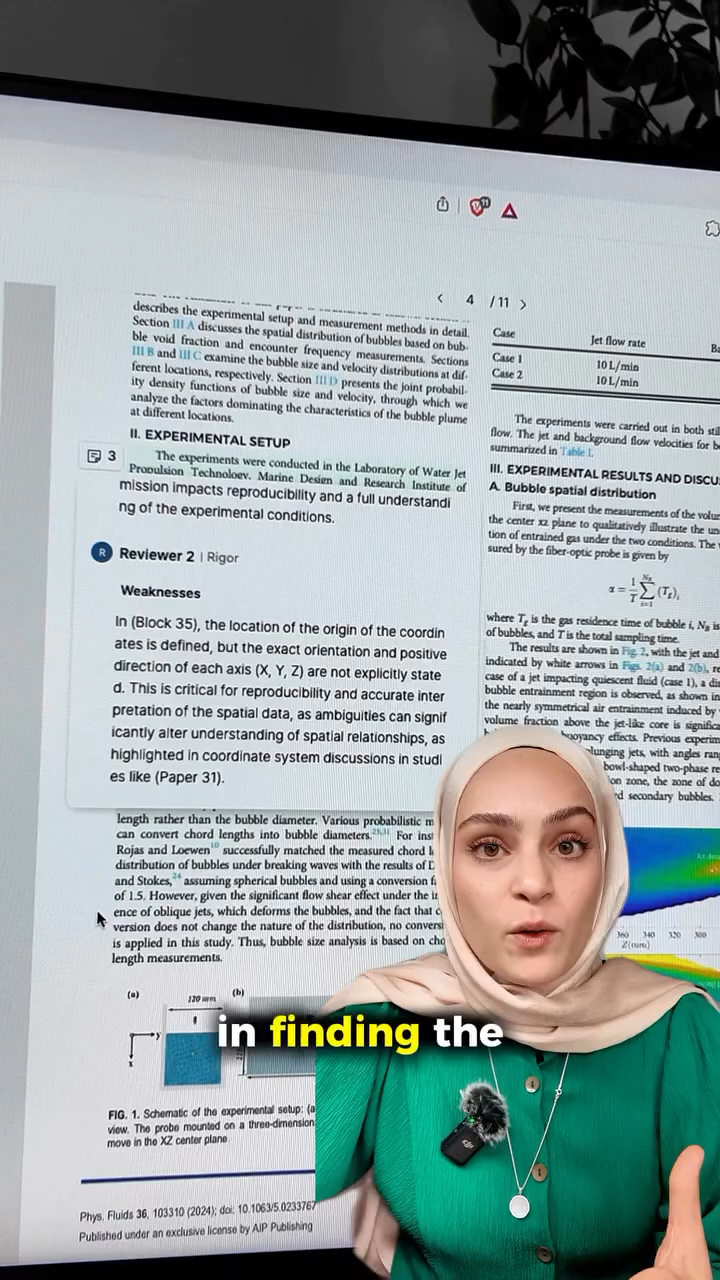 4 / 11
describes the experimental setup and measurement methods in detail.
Section III A discusses the spatial distribution of bubbles based on bub-
ble void fraction and encounter frequency measurements. Sections
III B and III C examine the bubble size and velocity distributions at dif-
ferent locations, respectively. Section III D presents the joint probabil-
ity density functions of bubble size and velocity, through which we
analyze the factors dominating the characteristics of the bubble plume
at different locations.
II. EXPERIMENTAL SETUP
3
The experiments were conducted in the Laboratory of Water Jet
Propulsion Technology, Marine Design and Research Institute of
mission impacts reproducibility and a full understandi
ng of the experimental conditions.
R Reviewer 2 | Rigor
Weaknesses
In (Block 35), the location of the origin of the coordin
ates is defined, but the exact orientation and positive
direction of each axis (X, Y, Z) are not explicitly state
d. This is critical for reproducibility and accurate inter
pretation of the spatial data, as ambiguities can signif
icantly alter understanding of spatial relationships, as
highlighted in coordinate system discussions in studi
es like (Paper 31).
length rather than the bubble diameter. Various probabilistic m
can convert chord lengths into bubble diameters.25,31 For inst
Rojas and Loewen10 successfully matched the measured chord l
distribution of bubbles under breaking waves with the results of D
and Stokes,24 assuming spherical bubbles and using a conversion f
of 1.5. However, given the significant flow shear effect under the in
ence of oblique jets, which deforms the bubbles, and the fact that c
version does not change the nature of the distribution, no conversi
is applied in this study. Thus, bubble size analysis is based on cho
length measurements.
(a) (b)
120 mm
y
x
FIG. 1. Schematic of the experimental setup: (a
view. The probe mounted on a three-dimension
move in the XZ center plane
Phys. Fluids 36, 103310 (2024); doi: 10.1063/5.0233767
Published under an exclusive license by AIP Publishing
Case Jet flow rate Ba
Case 1 10 L/min
Case 2 10 L/min
The experiments were carried out in both stil
flow. The jet and background flow velocities for b
summarized in Table I.
III. EXPERIMENTAL RESULTS AND DISCU
A. Bubble spatial distribution
First, we present the measurements of the volu
the center xz plane to qualitatively illustrate the un
tion of entrained gas under the two conditions. The
sured by the fiber-optic probe is given by
where Tg is the gas residence time of bubble i, Ng is
of bubbles, and T is the total sampling time.
The results are shown in Fig. 2, with the jet and
indicated by white arrows in Figs. 2(a) and 2(b), re
case of a jet impacting quiescent fluid (case 1), a dis
bubble entrainment region is observed, as shown in
the nearly symmetrical air entrainment induced by
volume fraction above the jet-like core is significa
buoyancy effects. Previous experim
plunging jets, with angles ran
bowl-shaped two-phase re
ion zone, the zone of do
d secondary bubbles.
360 340 320 300
Z(mm)
in finding the